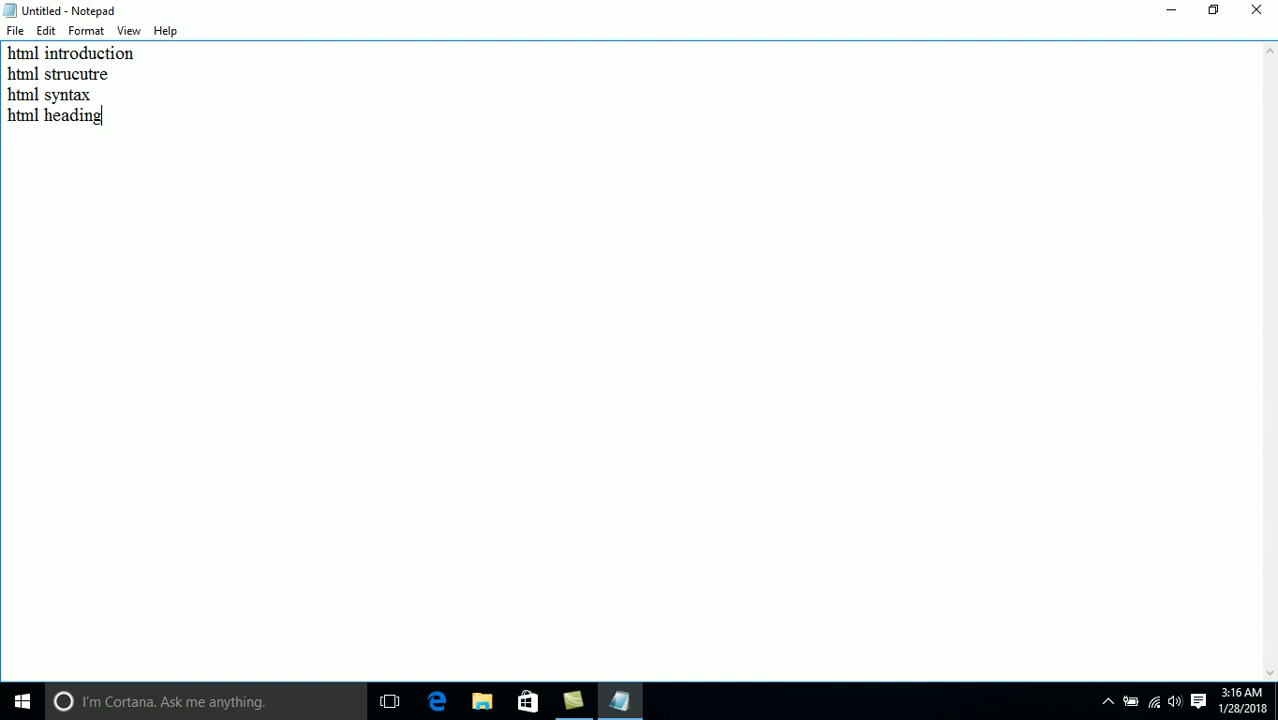 Untitled - Notepad
File Edit Format View Help
html introduction
html strucutre
html syntax
html heading
I'm Cortana. Ask me anything.
3:16 AM
1/28/2018